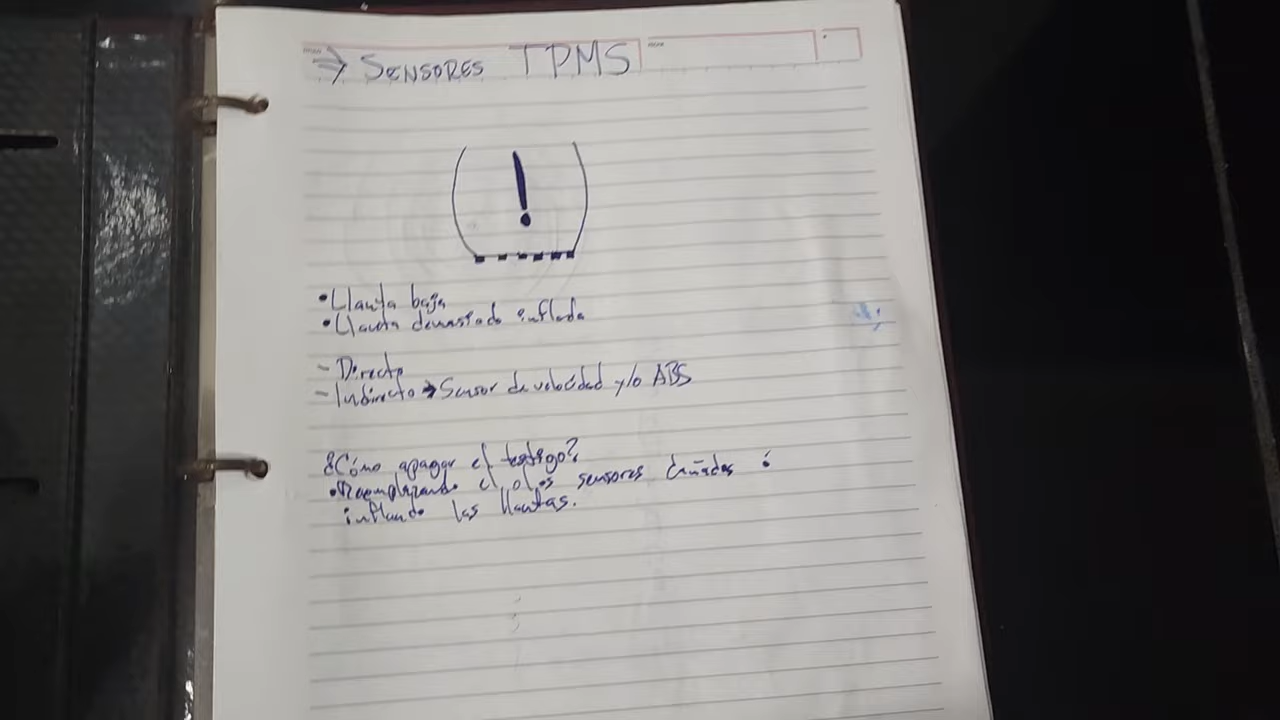 ⇒ SENSORES TPMS
!
• Llanta baja
• Llanta demasiado inflada
- Directo
- Indirecto → Sensor de velocidad y/o ABS
¿Cómo apagar el testigo?
• Reemplazando el o los sensores dañados ó
inflando las llantas.